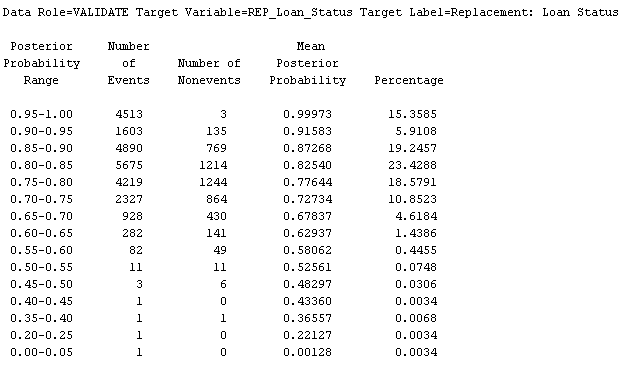 Data Role=VALIDATE Target Variable=REP_Loan_Status Target Label=Replacement: Loan Status
Posterior Number Mean
Probability of Number of Posterior
Range Events Nonevents Probability Percentage
0.95-1.00 4513 3 0.99973 15.3585
0.90-0.95 1603 135 0.91583 5.9108
0.85-0.90 4890 769 0.87268 19.2457
0.80-0.85 5675 1214 0.82540 23.4288
0.75-0.80 4219 1244 0.77644 18.5791
0.70-0.75 2327 864 0.72734 10.8523
0.65-0.70 928 430 0.67837 4.6184
0.60-0.65 282 141 0.62937 1.4386
0.55-0.60 82 49 0.58062 0.4455
0.50-0.55 11 11 0.52561 0.0748
0.45-0.50 3 6 0.48297 0.0306
0.40-0.45 1 0 0.43360 0.0034
0.35-0.40 1 1 0.36557 0.0068
0.20-0.25 1 0 0.22127 0.0034
0.00-0.05 1 0 0.00128 0.0034